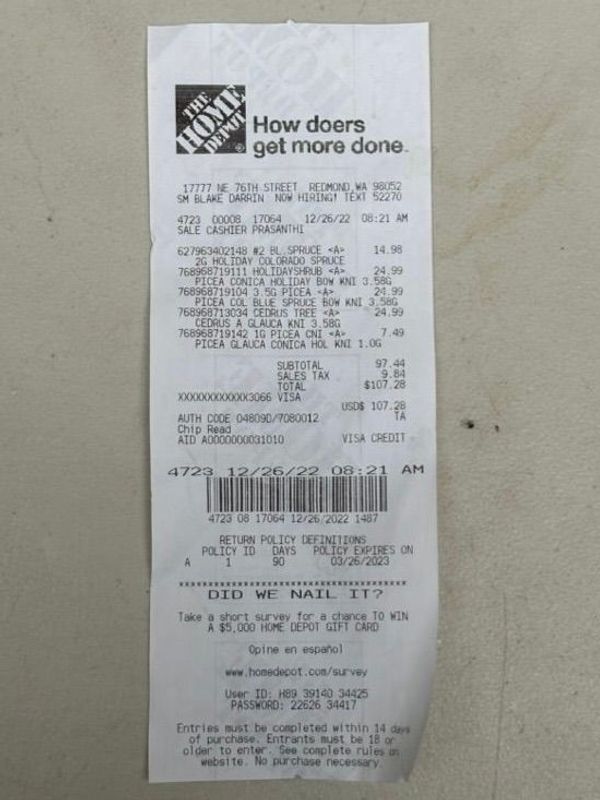 THE
HOME
DEPOT
How doers
get more done.
17777 NE 76TH STREET REDMOND,WA 98052
SM BLAKE DARRIN NOW HIRING! TEXT 52270
4723 00008 17064 12/26/22 08:21 AM
SALE CASHIER PRASANTHI
627963402148 #2 BL.SPRUCE <A> 14.98
2G HOLIDAY COLORADO SPRUCE
768968719111 HOLIDAYSHRUB <A> 24.99
PICEA CONICA HOLIDAY BOW KNI 3.58G
768968719104 3.5G PICEA <A> 24.99
PICEA COL BLUE SPRUCE BOW KNI 3.58G
768968713034 CEDRUS TREE <A> 24.99
CEDRUS A GLAUCA KNI 3.58G
768968719142 1G PICEA CNI <A> 7.49
PICEA GLAUCA CONICA HOL KNI 1.0G
SUBTOTAL 97.44
SALES TAX 9.84
TOTAL $107.28
XXXXXXXXXXXX3066 VISA
USD$ 107.28
AUTH CODE 04809D/7080012 TA
Chip Read
AID A0000000031010 VISA CREDIT
4723 12/26/22 08:21 AM
4723 08 17064 12/26/2022 1487
RETURN POLICY DEFINITIONS
POLICY ID DAYS POLICY EXPIRES ON
A 1 90 03/26/2023
DID WE NAIL IT?
Take a short survey for a chance TO WIN
A $5,000 HOME DEPOT GIFT CARD
Opine en español
www.homedepot.com/survey
User ID: H89 39140 34425
PASSWORD: 22626 34417
Entries must be completed within 14 days
of purchase. Entrants must be 18 or
older to enter. See complete rules on
website. No purchase necessary.